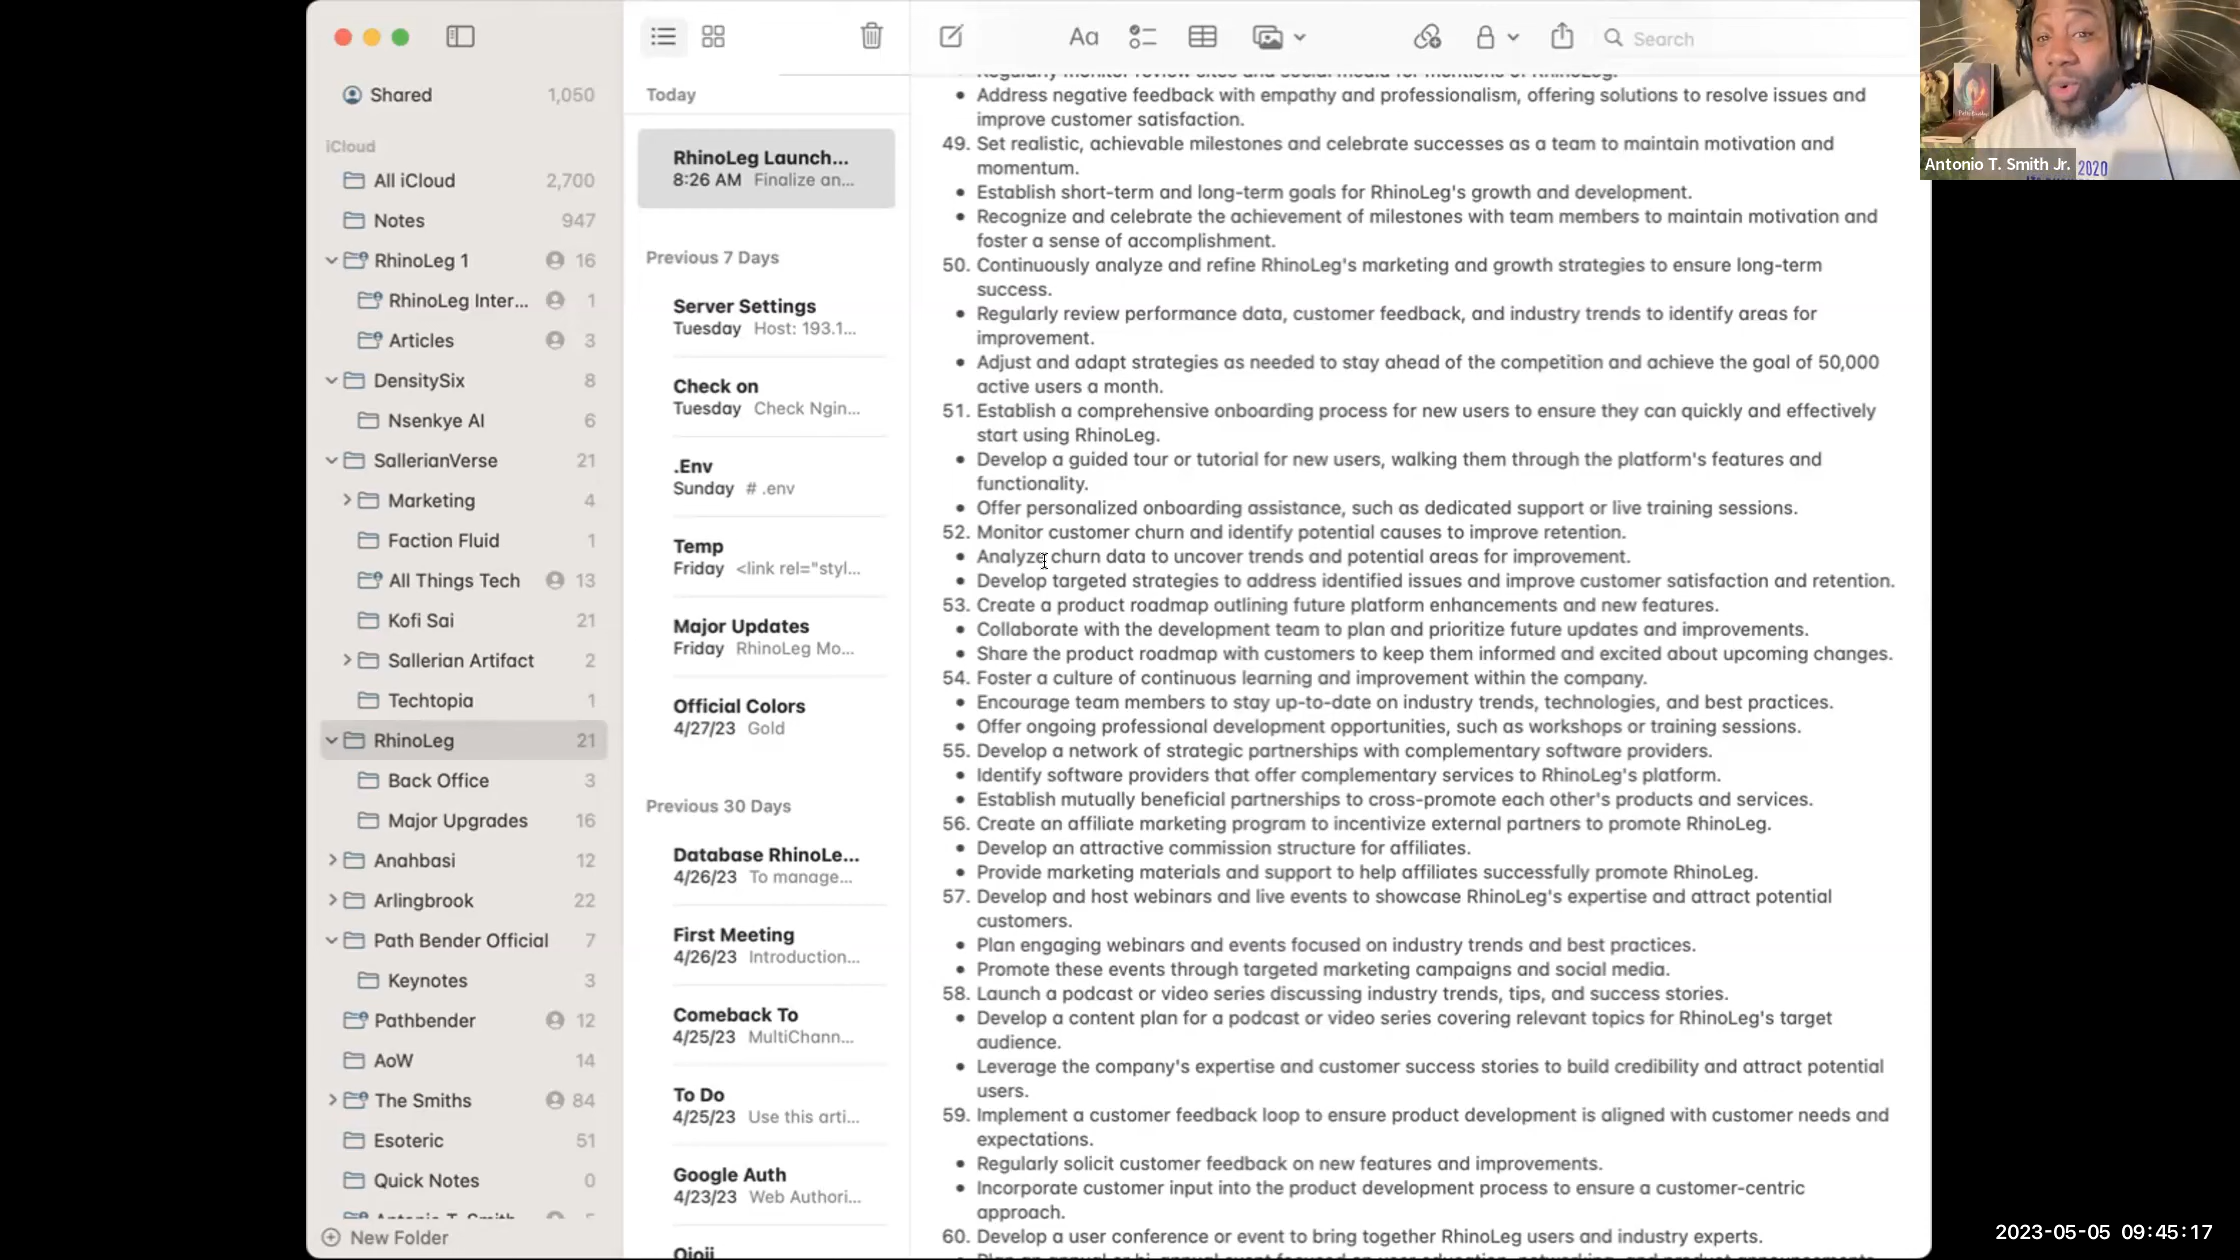 Shared 1,050
iCloud
All iCloud 2,700
Notes 947
RhinoLeg 1 16
RhinoLeg Inter... 1
Articles 3
DensitySix 8
Nsenkye AI 6
SallerianVerse 21
Marketing 4
Faction Fluid 1
All Things Tech 13
Kofi Sai 21
Sallerian Artifact 2
Techtopia 1
RhinoLeg 21
Back Office 3
Major Upgrades 16
Anahbasi 12
Arlingbrook 22
Path Bender Official 7
Keynotes 3
Pathbender 12
AoW 14
The Smiths 84
Esoteric 51
Quick Notes 0
Antonio T. Smith 5
New Folder
Today
RhinoLeg Launch...
8:26 AM Finalize an...
Previous 7 Days
Server Settings
Tuesday Host: 193.1...
Check on
Tuesday Check Ngin...
.Env
Sunday # .env
Temp
Friday <link rel="styl...
Major Updates
Friday RhinoLeg Mo...
Official Colors
4/27/23 Gold
Previous 30 Days
Database RhinoLe...
4/26/23 To manage...
First Meeting
4/26/23 Introduction...
Comeback To
4/25/23 MultiChann...
To Do
4/25/23 Use this arti...
Google Auth
4/23/23 Web Authori...
Aa
Search
• Regularly monitor review sites and social media for mentions of RhinoLeg.
• Address negative feedback with empathy and professionalism, offering solutions to resolve issues and
improve customer satisfaction.
49. Set realistic, achievable milestones and celebrate successes as a team to maintain motivation and
momentum.
• Establish short-term and long-term goals for RhinoLeg's growth and development.
• Recognize and celebrate the achievement of milestones with team members to maintain motivation and
foster a sense of accomplishment.
50. Continuously analyze and refine RhinoLeg's marketing and growth strategies to ensure long-term
success.
• Regularly review performance data, customer feedback, and industry trends to identify areas for
improvement.
• Adjust and adapt strategies as needed to stay ahead of the competition and achieve the goal of 50,000
active users a month.
51. Establish a comprehensive onboarding process for new users to ensure they can quickly and effectively
start using RhinoLeg.
• Develop a guided tour or tutorial for new users, walking them through the platform's features and
functionality.
• Offer personalized onboarding assistance, such as dedicated support or live training sessions.
52. Monitor customer churn and identify potential causes to improve retention.
• Analyze churn data to uncover trends and potential areas for improvement.
• Develop targeted strategies to address identified issues and improve customer satisfaction and retention.
53. Create a product roadmap outlining future platform enhancements and new features.
• Collaborate with the development team to plan and prioritize future updates and improvements.
• Share the product roadmap with customers to keep them informed and excited about upcoming changes.
54. Foster a culture of continuous learning and improvement within the company.
• Encourage team members to stay up-to-date on industry trends, technologies, and best practices.
• Offer ongoing professional development opportunities, such as workshops or training sessions.
55. Develop a network of strategic partnerships with complementary software providers.
• Identify software providers that offer complementary services to RhinoLeg's platform.
• Establish mutually beneficial partnerships to cross-promote each other's products and services.
56. Create an affiliate marketing program to incentivize external partners to promote RhinoLeg.
• Develop an attractive commission structure for affiliates.
• Provide marketing materials and support to help affiliates successfully promote RhinoLeg.
57. Develop and host webinars and live events to showcase RhinoLeg's expertise and attract potential
customers.
• Plan engaging webinars and events focused on industry trends and best practices.
• Promote these events through targeted marketing campaigns and social media.
58. Launch a podcast or video series discussing industry trends, tips, and success stories.
• Develop a content plan for a podcast or video series covering relevant topics for RhinoLeg's target
audience.
• Leverage the company's expertise and customer success stories to build credibility and attract potential
users.
59. Implement a customer feedback loop to ensure product development is aligned with customer needs and
expectations.
• Regularly solicit customer feedback on new features and improvements.
• Incorporate customer input into the product development process to ensure a customer-centric
approach.
60. Develop a user conference or event to bring together RhinoLeg users and industry experts.
Antonio T. Smith Jr.
2020
2023-05-05 09:45:17